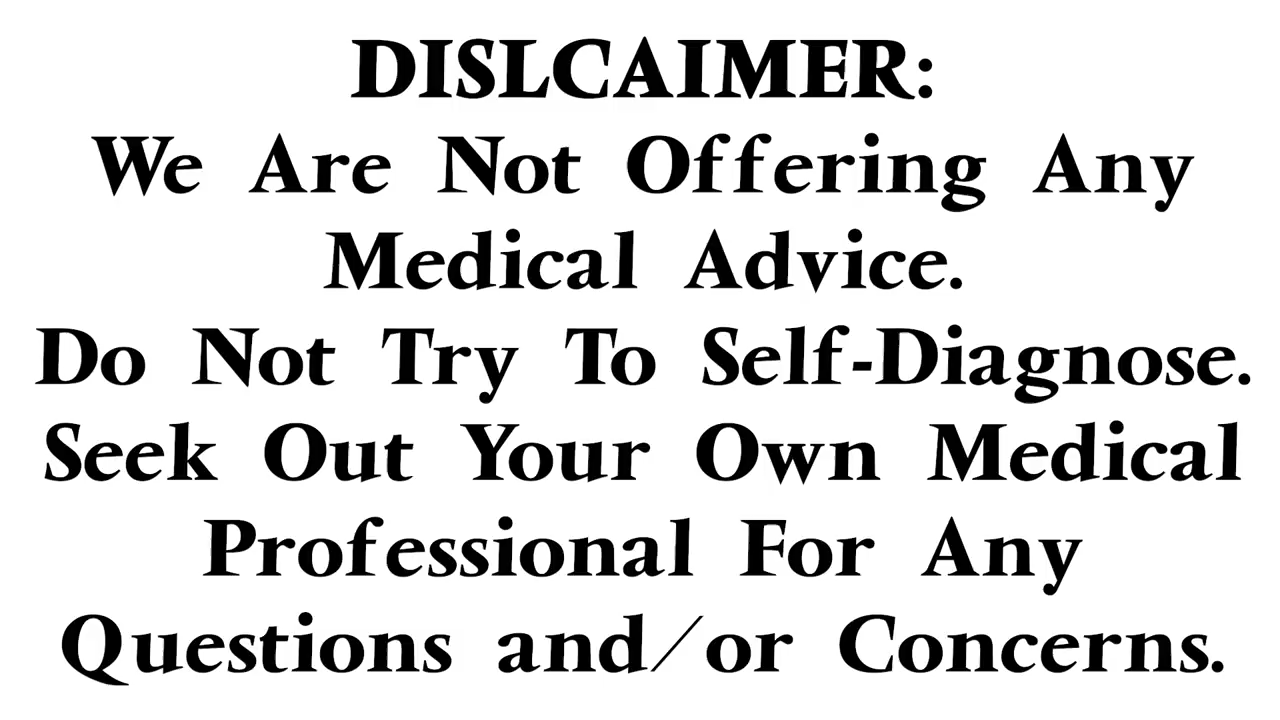 DISLCAIMER:
We Are Not Offering Any
Medical Advice.
Do Not Try To Self-Diagnose.
Seek Out Your Own Medical
Professional For Any
Questions and/or Concerns.